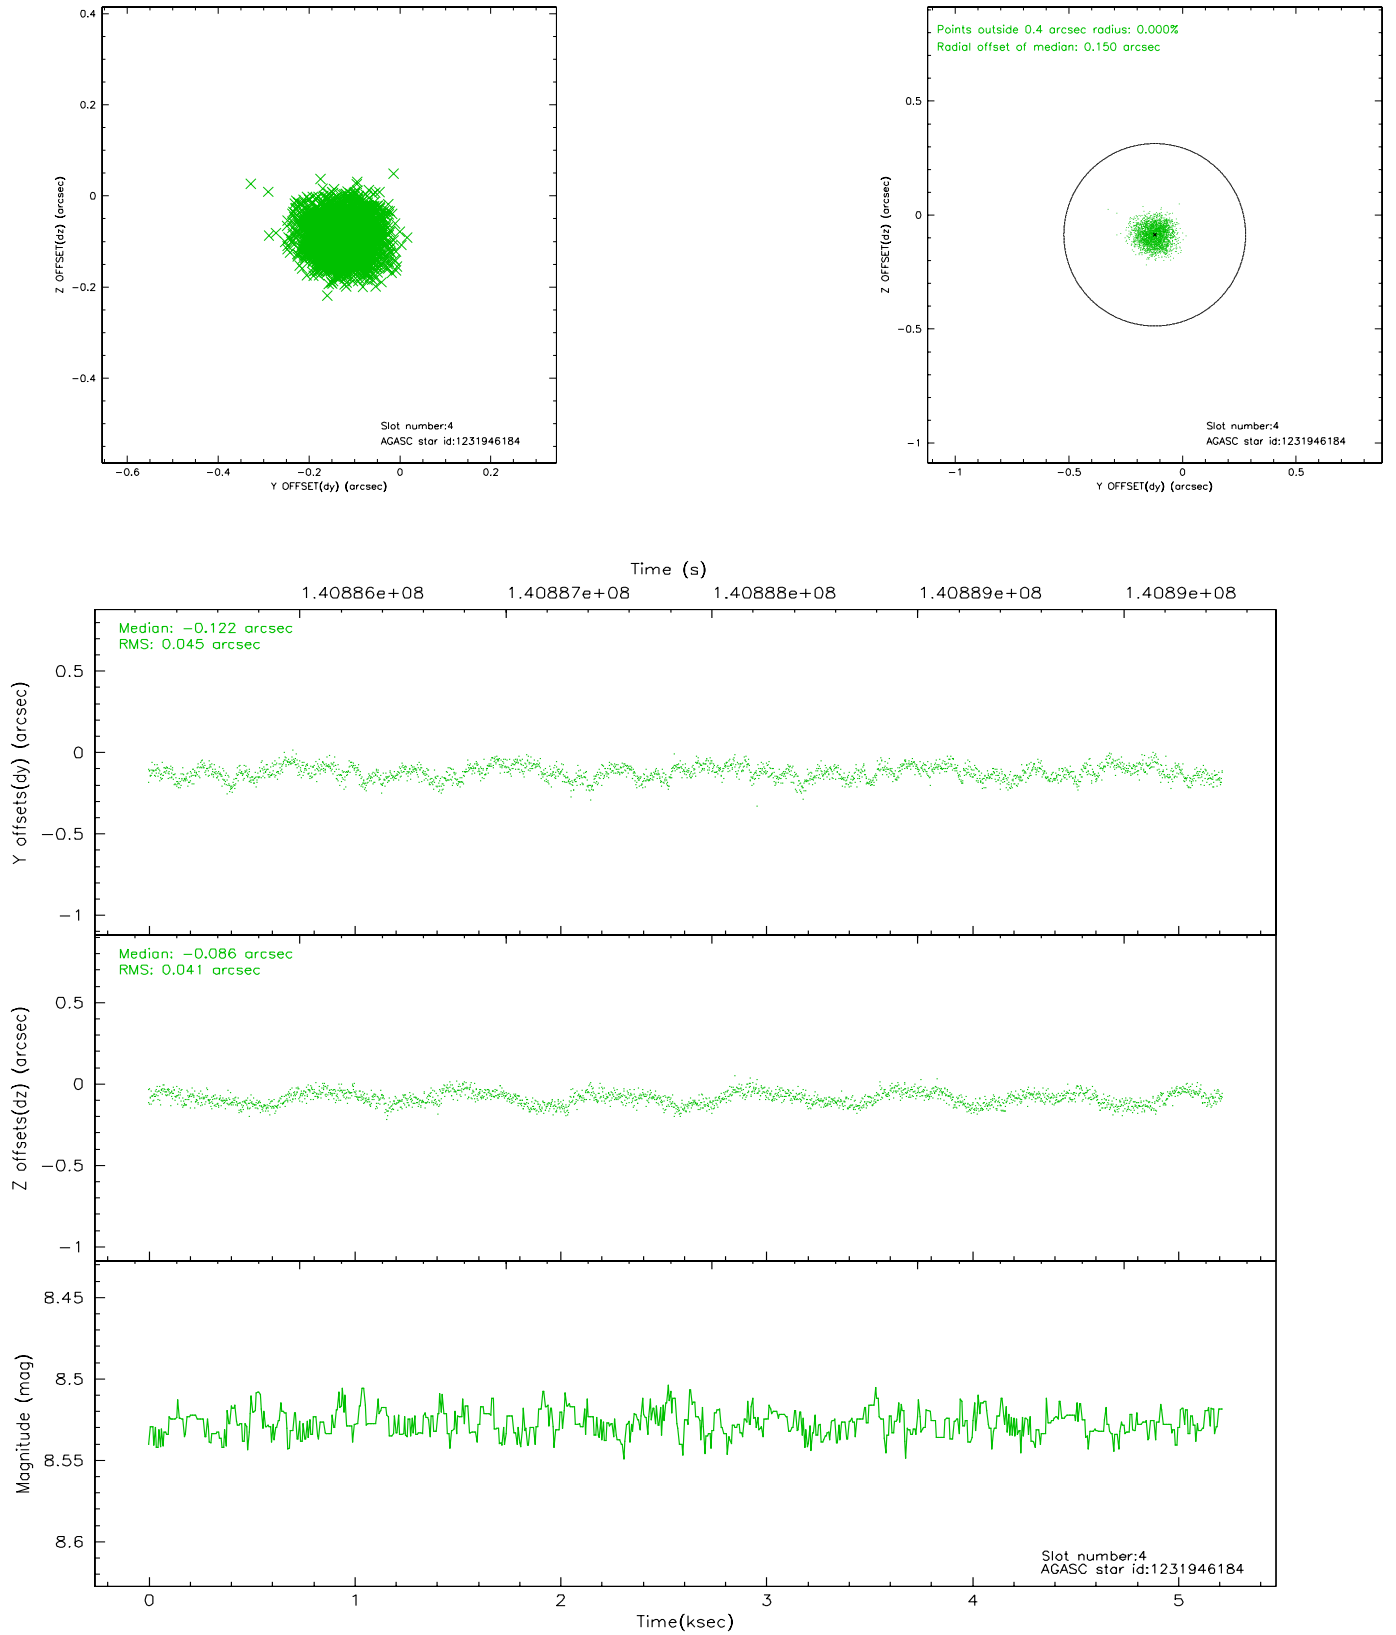 0.4
0.2
0
−0.2
−0.4
Z OFFSET(dz) (arcsec)
Slot number:4
AGASC star id:1231946184
−0.6
−0.4
−0.2
0
0.2
Y OFFSET(dy) (arcsec)
Points outside 0.4 arcsec radius: 0.000%
Radial offset of median: 0.150 arcsec
0.5
0
−0.5
−1
Z OFFSET(dz) (arcsec)
Slot number:4
AGASC star id:1231946184
−1
−0.5
0
0.5
Y OFFSET(dy) (arcsec)
Time (s)
1.40886e+08
1.40887e+08
1.40888e+08
1.40889e+08
1.4089e+08
Median: −0.122 arcsec
RMS: 0.045 arcsec
0.5
0
−0.5
−1
Y offsets(dy) (arcsec)
Median: −0.086 arcsec
RMS: 0.041 arcsec
0.5
0
−0.5
−1
Z offsets(dz) (arcsec)
8.45
8.5
8.55
8.6
Magnitude (mag)
Slot number:4
AGASC star id:1231946184
0
1
2
3
4
5
Time(ksec)